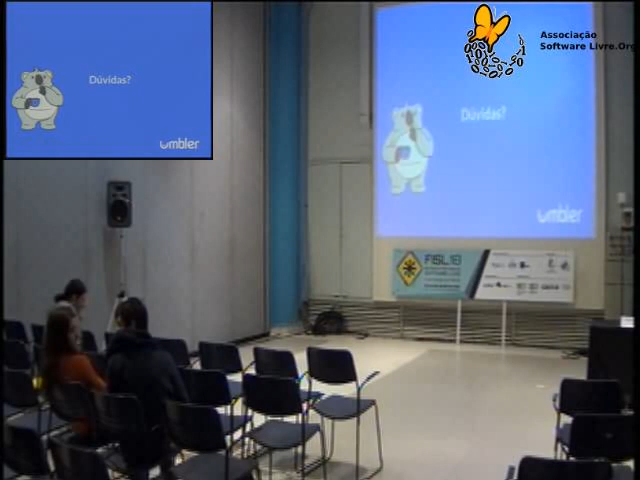 Dúvidas?
umbler
Associação
Software Livre.Org
Dúvidas?
umbler
FISL18